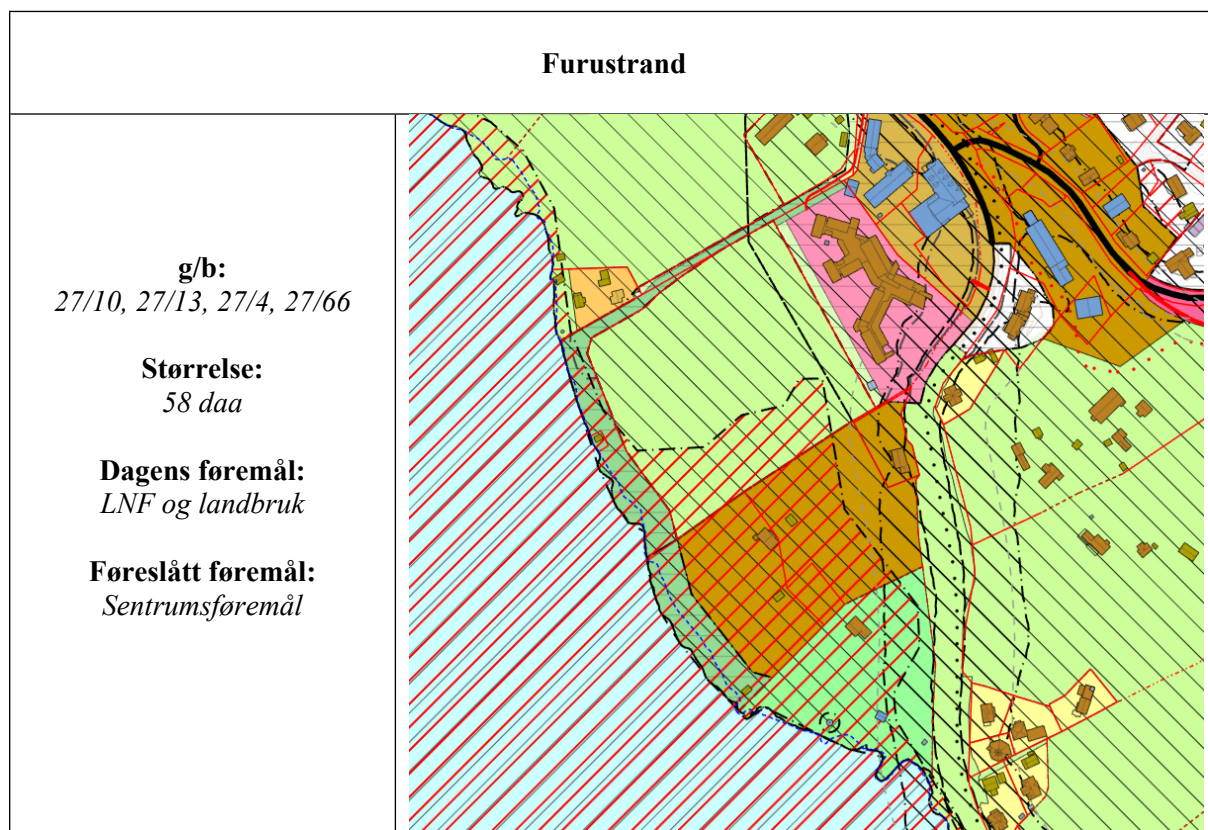 Furustrand
g/b:
27/10, 27/13, 27/4, 27/66
Størrelse:
58 daa
Dagens føremål:
LNF og landbruk
Føreslått føremål:
Sentrumsføremål